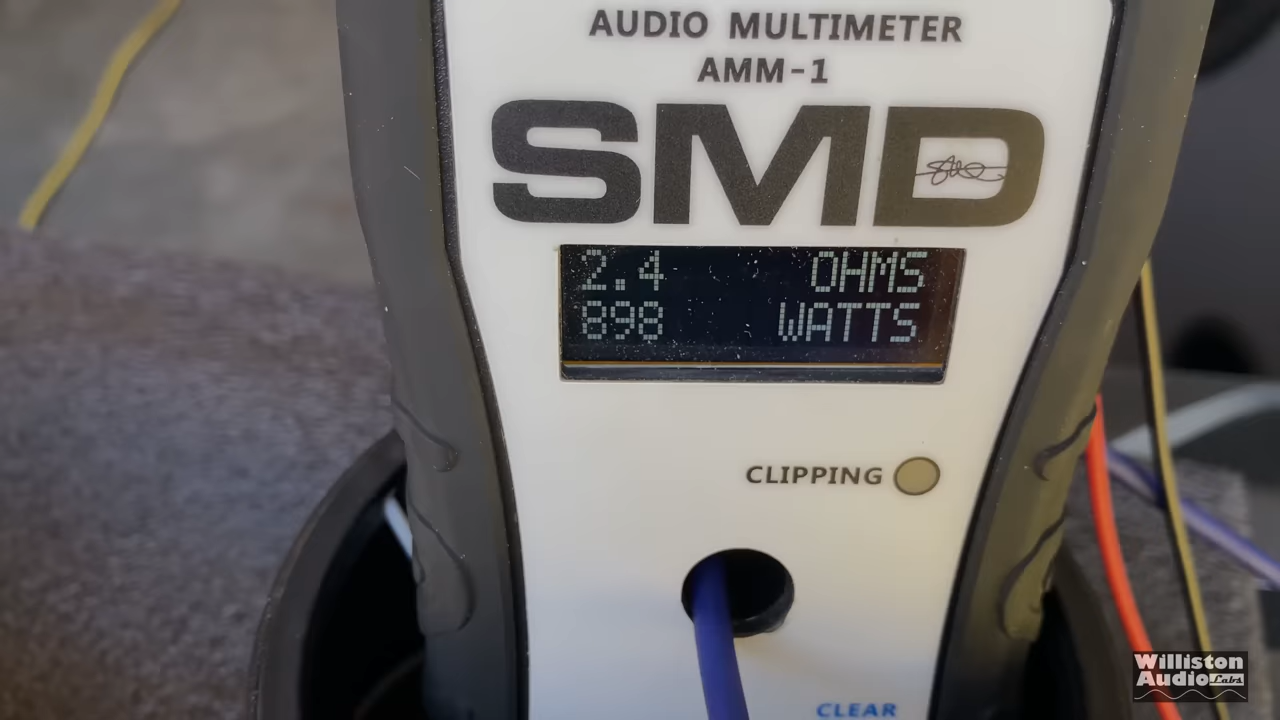 AUDIO MULTIMETER
AMM-1
SMD
2.4 OHMS
898 WATTS
CLIPPING
CLEAR
Williston
Audio Labs